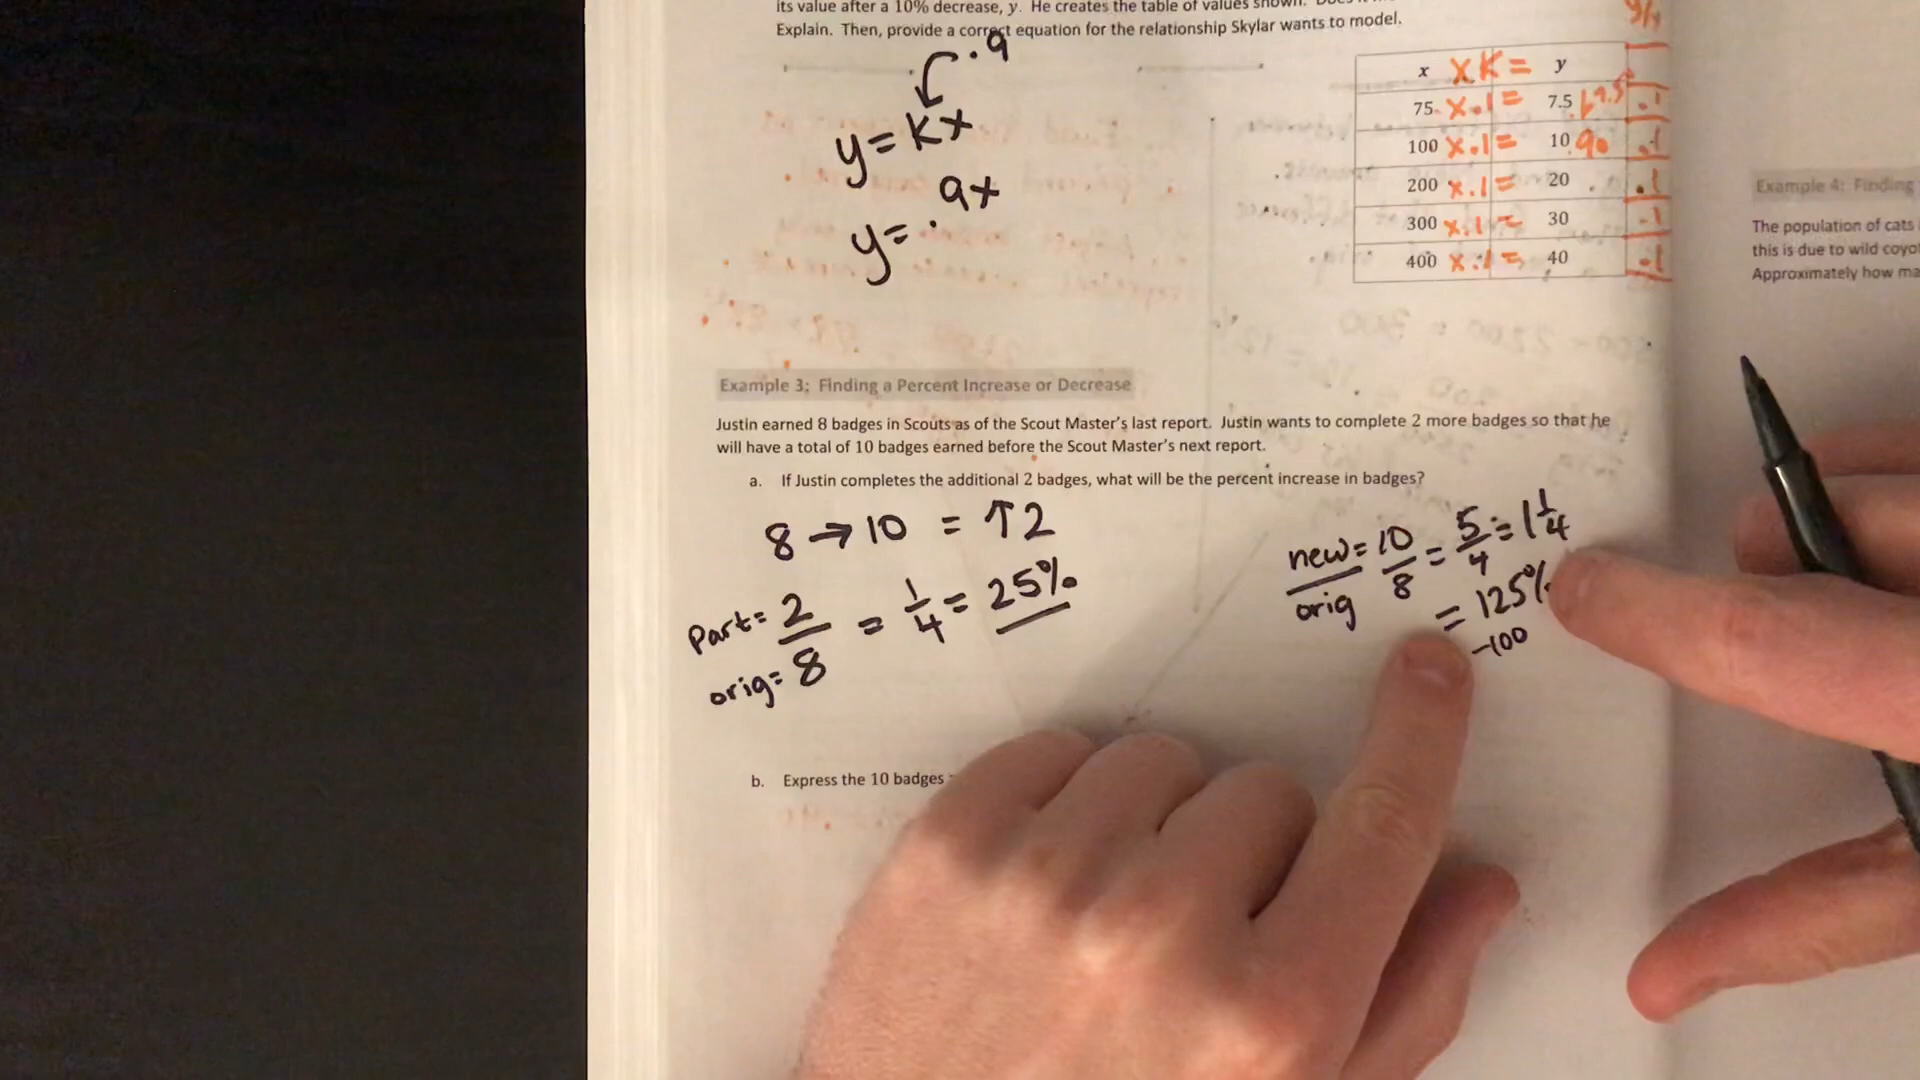 its value after a 10% decrease, y. He creates the table of values shown.
Explain. Then, provide a correct equation for the relationship Skylar wants to model.
.9
y = kx
y = .9x
x x K = y
75 x .1 = 7.5 .1
100 x .1 = 10 90 .1
200 x .1 = 20 .1
300 x .1 = 30 .1
400 x .1 = 40 .1
Example 3: Finding a Percent Increase or Decrease
Justin earned 8 badges in Scouts as of the Scout Master's last report. Justin wants to complete 2 more badges so that he
will have a total of 10 badges earned before the Scout Master's next report.
a. If Justin completes the additional 2 badges, what will be the percent increase in badges?
8 → 10 = ↑2
Part = 2
orig = 8
= 1/4 = 25%
new = 10/8 = 5/4 = 1 1/4
orig
= 125%
-100
b. Express the 10 badges
Example 4: Finding
The population of cats
this is due to wild
Approximately how